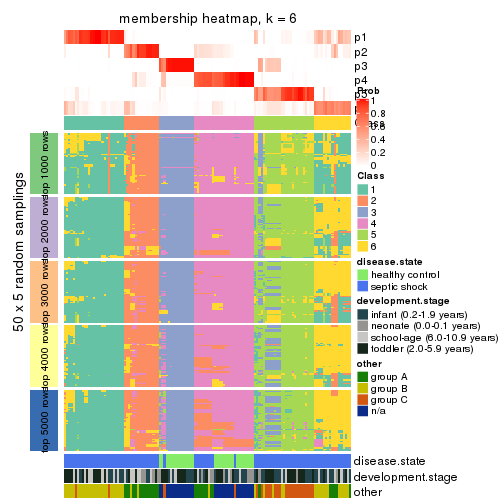 membership heatmap, k = 6
p1
p2
p3
p4
p5
Prob
1
0.8
0.6
0.4
0.2
0
Class
1
2
3
4
5
6
disease.state
healthy control
septic shock
development.stage
infant (0.2-1.9 years)
neonate (0.0-0.1 years)
school-age (6.0-10.9 years)
toddler (2.0-5.9 years)
other
group A
group B
group C
n/a
50 x 5 random samplings
top 1000 rows
top 2000 rows
top 3000 rows
top 4000 rows
top 5000 rows
disease.state
development.stage
other